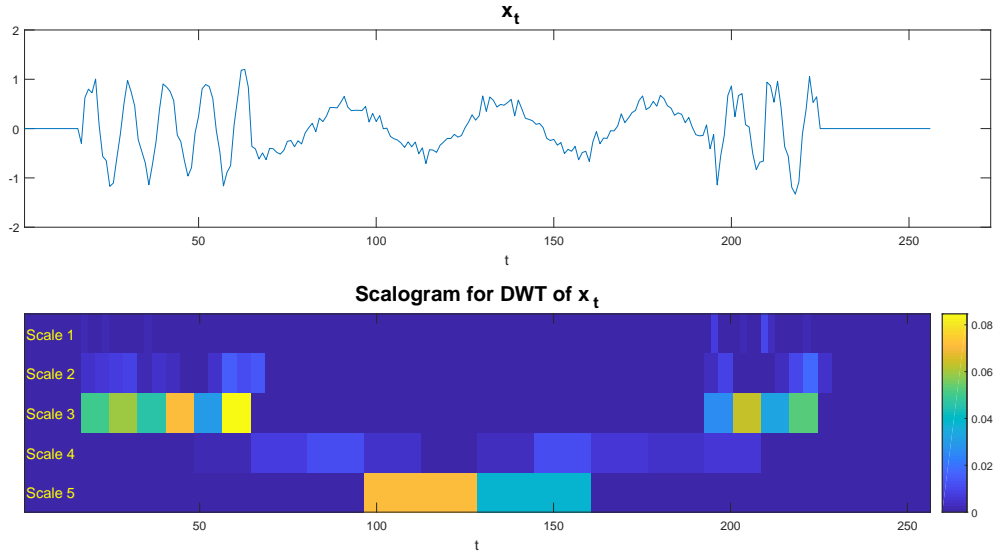 x_t
2
1
0
-1
-2
50 100 150 200 250
t
Scalogram for DWT of x_t
Scale 1
Scale 2
Scale 3
Scale 4
Scale 5
50 100 150 200 250
t
0.08
0.06
0.04
0.02
0